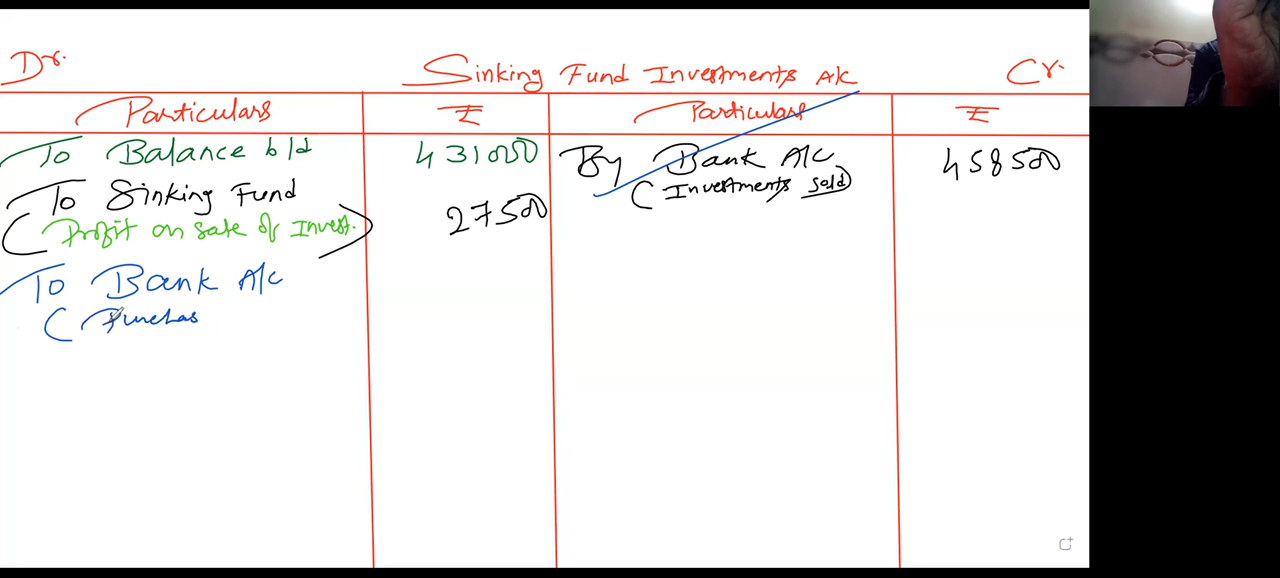 Dr. Sinking Fund Investments A/c Cr.
Particulars ₹ Particulars ₹
To Balance b/d 431000 By Bank A/c 458500
(Investments sold)
To Sinking Fund 27500
(Profit on sale of Invest.)
To Bank A/c
(Purchas